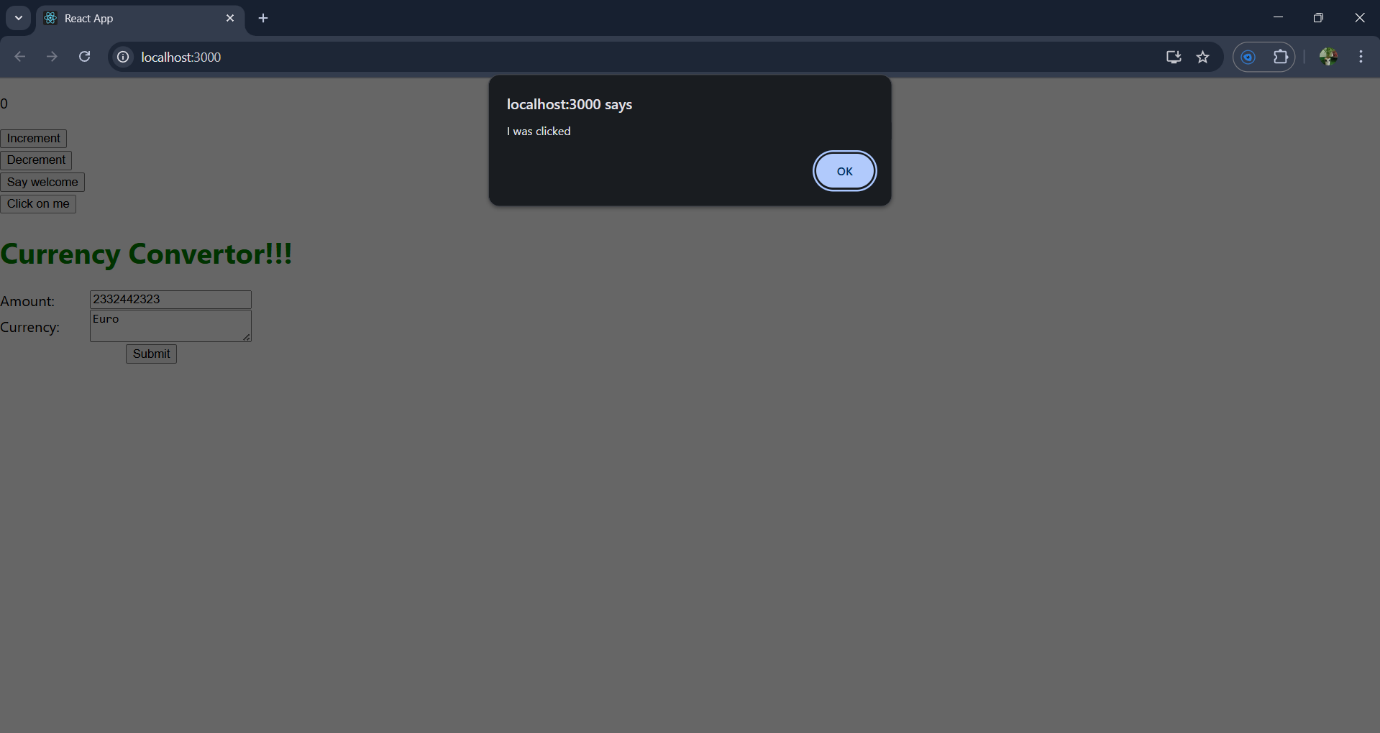 React App
localhost:3000
localhost:3000 says
I was clicked
OK
0
Increment
Decrement
Say welcome
Click on me
Currency Convertor!!!
Amount: 2332442323
Currency: Euro
Submit